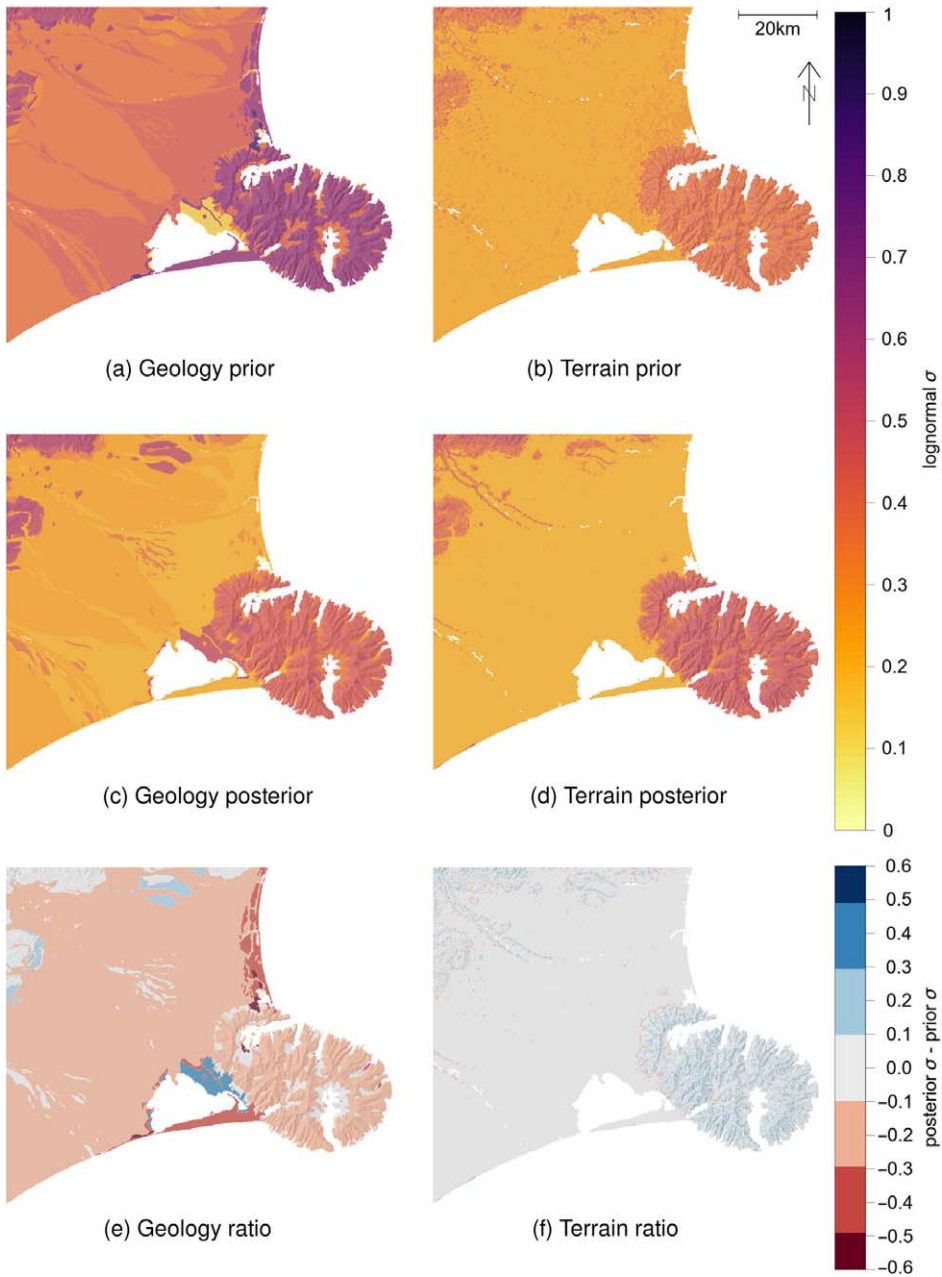 20km
N
(a) Geology prior
(b) Terrain prior
(c) Geology posterior
(d) Terrain posterior
(e) Geology ratio
(f) Terrain ratio
1
0.9
0.8
0.7
0.6
0.5
0.4
0.3
0.2
0.1
0
lognormal σ
0.6
0.5
0.4
0.3
0.2
0.1
0.0
−0.1
−0.2
−0.3
−0.4
−0.5
−0.6
posterior σ - prior σ